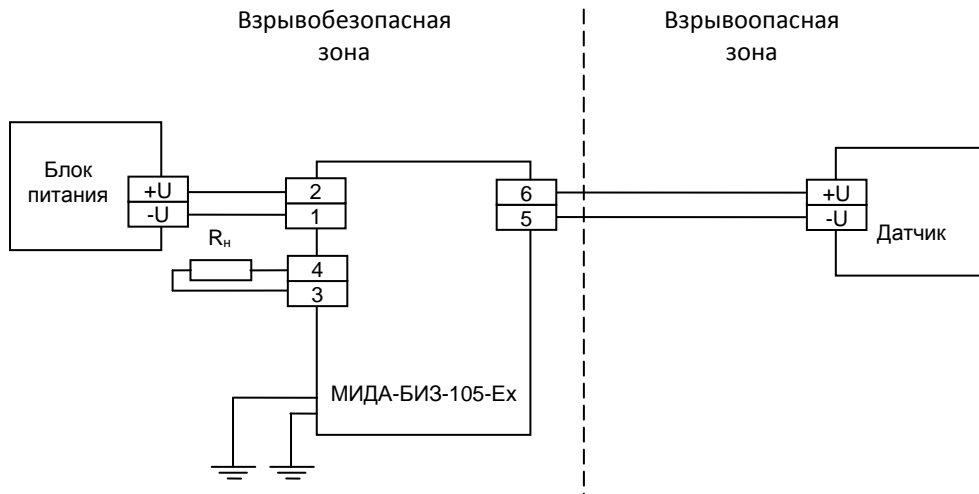 Взрывобезопасная
зона
Взрывоопасная
зона
Блок
питания
+U
-U
Rн
2
1
4
3
6
5
+U
-U
Датчик
МИДА-БИЗ-105-Ex